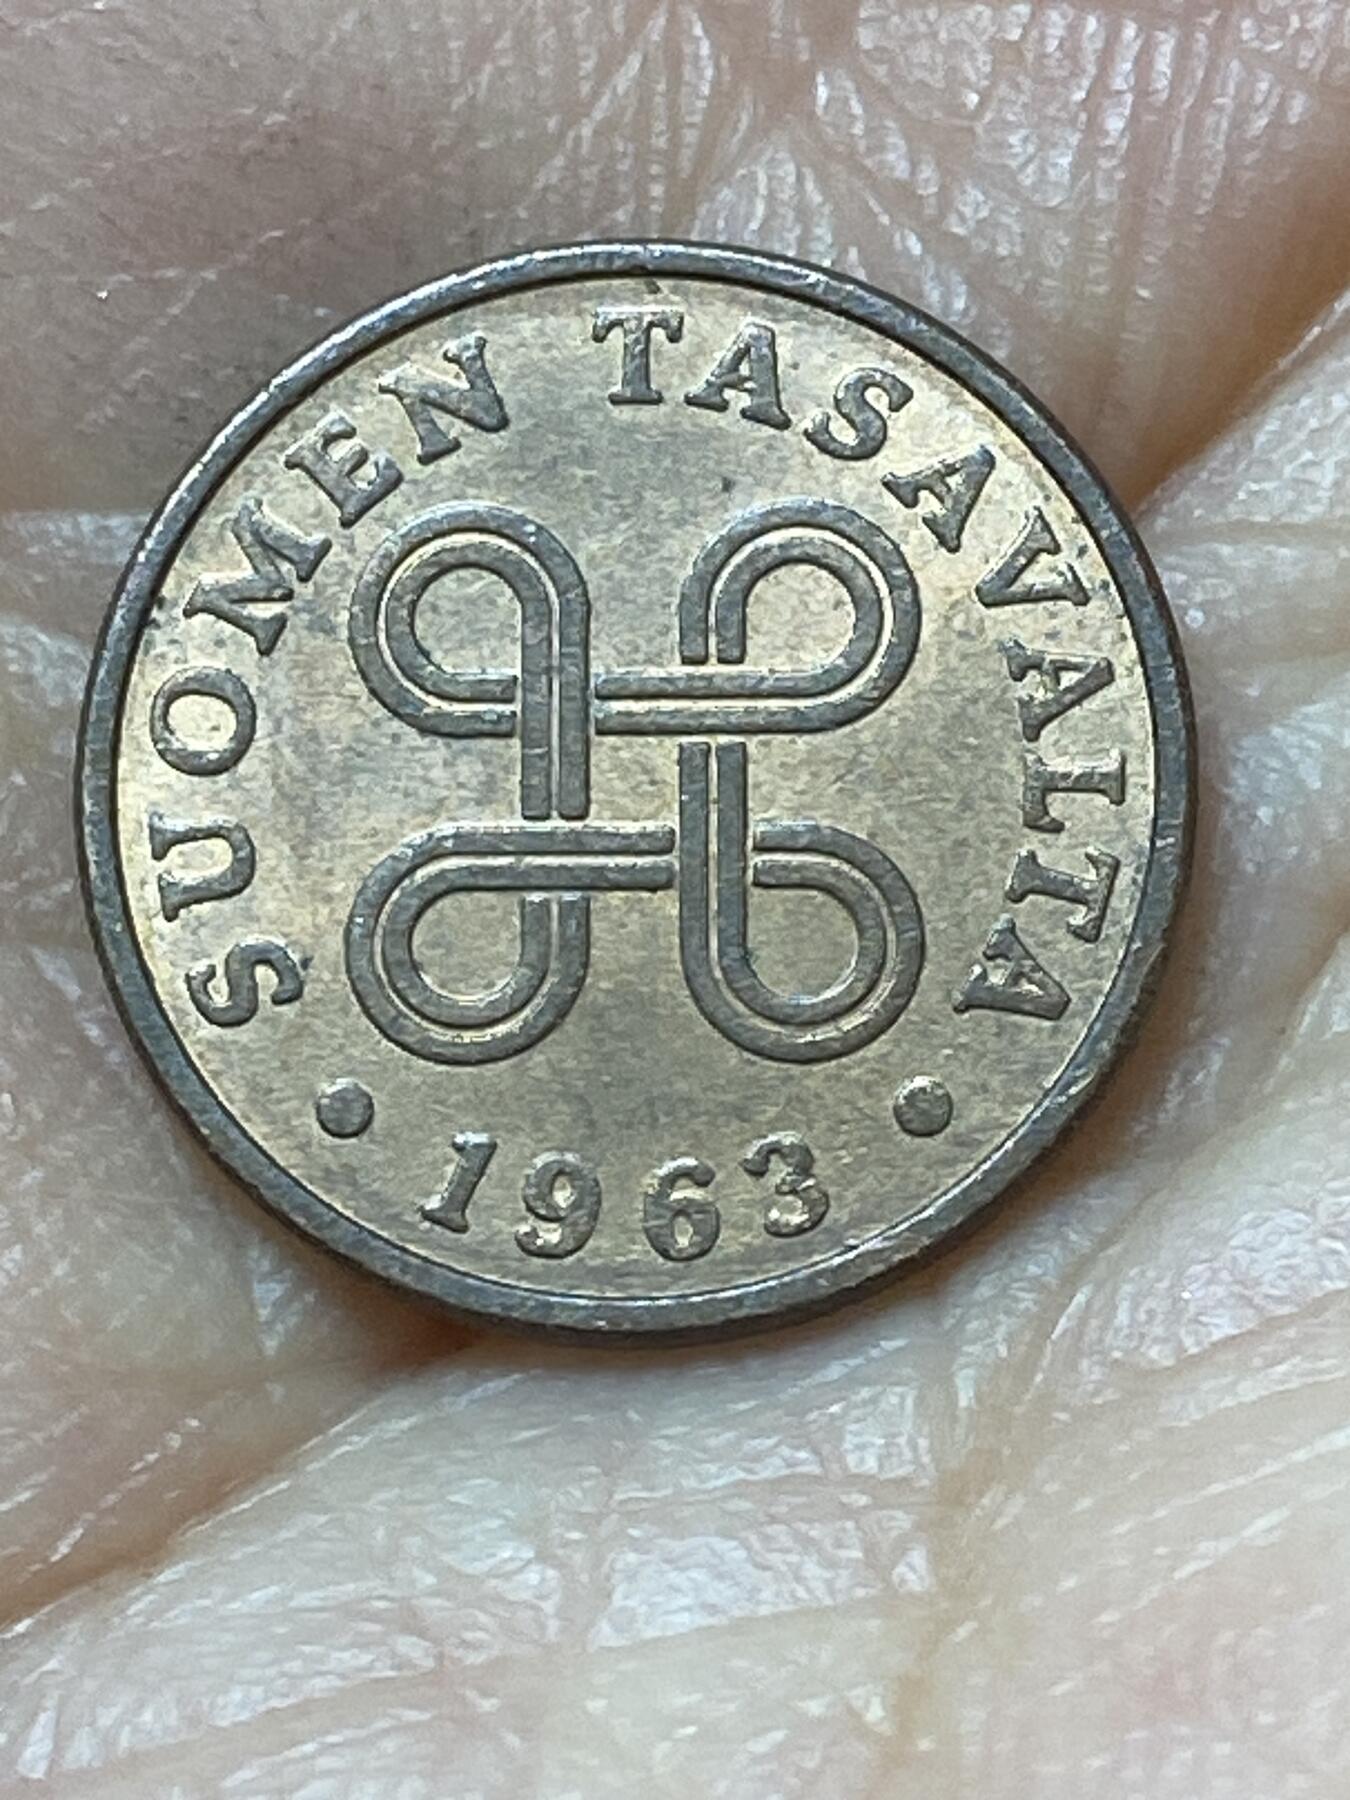 SUOMEN TASAVALTA
• 1963 •